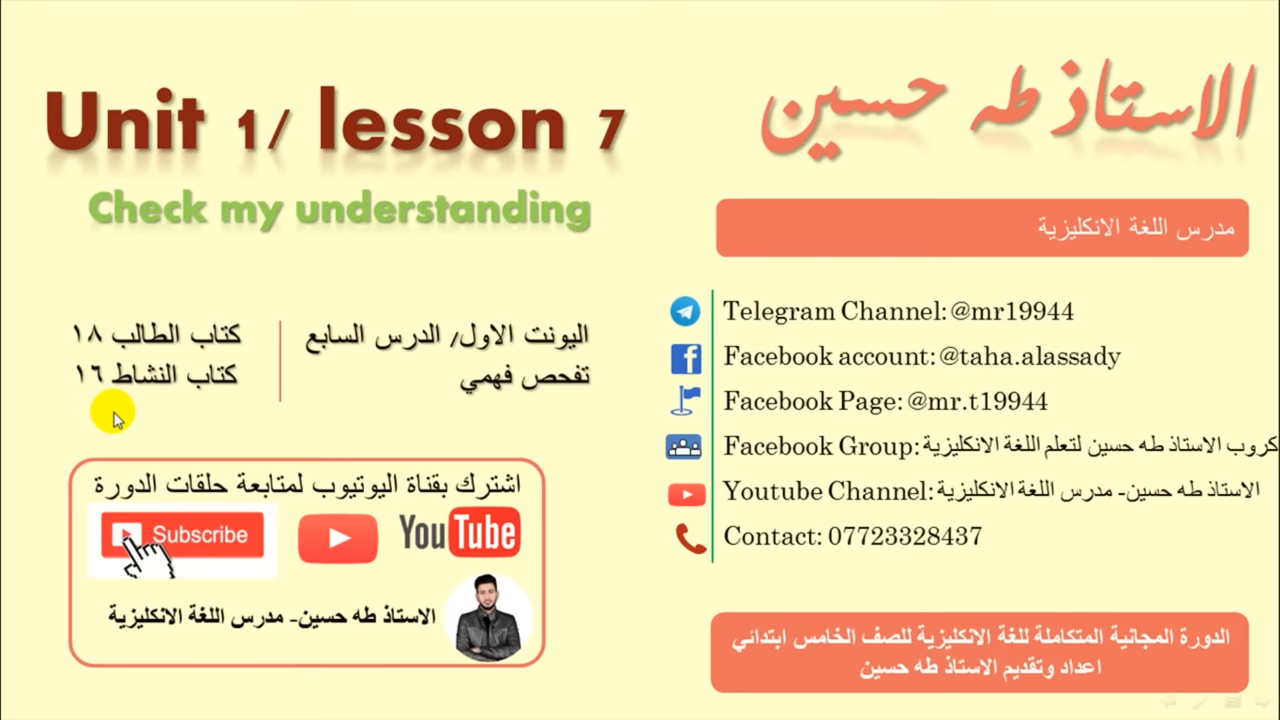 Unit 1/ lesson 7
Check my understanding
اليونت الاول/ الدرس السابع
تفحص فهمي
كتاب الطالب ١٨
كتاب النشاط ١٦
اشترك بقناة اليوتيوب لمتابعة حلقات الدورة
Subscribe
YouTube
الاستاذ طه حسين- مدرس اللغة الانكليزية
الاستاذ طه حسين
مدرس اللغة الانكليزية
Telegram Channel: @mr19944
Facebook account: @taha.alassady
Facebook Page: @mr.t19944
Facebook Group: كروب الاستاذ طه حسين لتعلم اللغة الانكليزية
Youtube Channel: الاستاذ طه حسين- مدرس اللغة الانكليزية
Contact: 07723328437
الدورة المجانية المتكاملة للغة الانكليزية للصف الخامس ابتدائي
اعداد وتقديم الاستاذ طه حسين